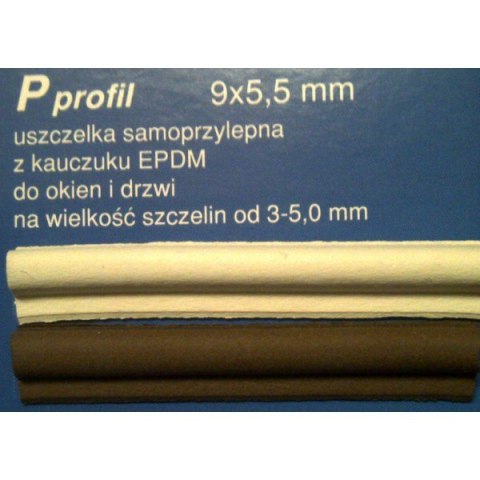 P profil 9x5,5 mm
uszczelka samoprzylepna
z kauczuku EPDM
do okien i drzwi
na wielkość szczelin od 3-5,0 mm